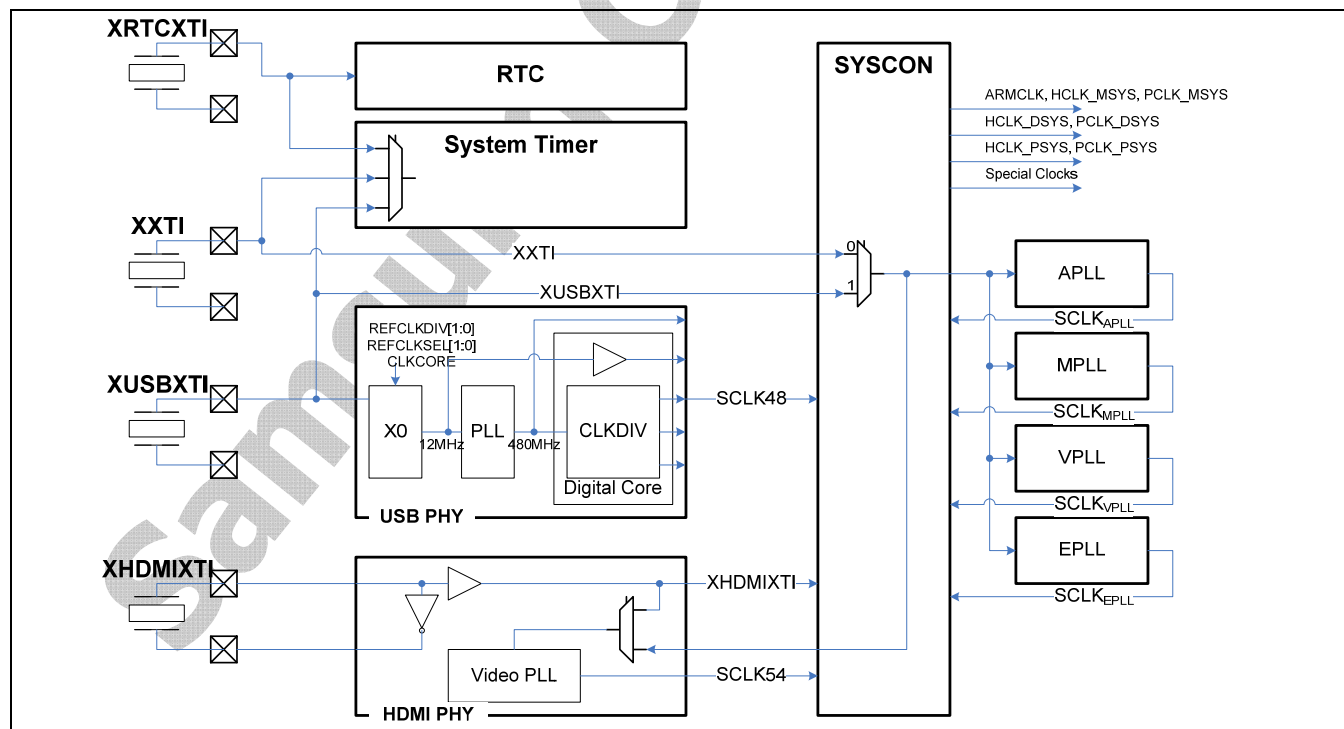 XRTCXTI
RTC
SYSCON
ARMCLK, HCLK_MSYS, PCLK_MSYS
HCLK_DSYS, PCLK_DSYS
HCLK_PSYS, PCLK_PSYS
Special Clocks
System Timer
XXTI
XXTI
0
XUSBXTI
1
APLL
SCLKAPLL
REFCLKDIV[1:0]
REFCLKSEL[1:0]
CLKCORE
MPLL
SCLKMPLL
XUSBXTI
SCLK48
X0
12MHz
PLL
480MHz
CLKDIV
Digital Core
USB PHY
VPLL
SCLKVPLL
EPLL
SCLKEPLL
XHDMIXTI
XHDMIXTI
Video PLL
SCLK54
HDMI PHY